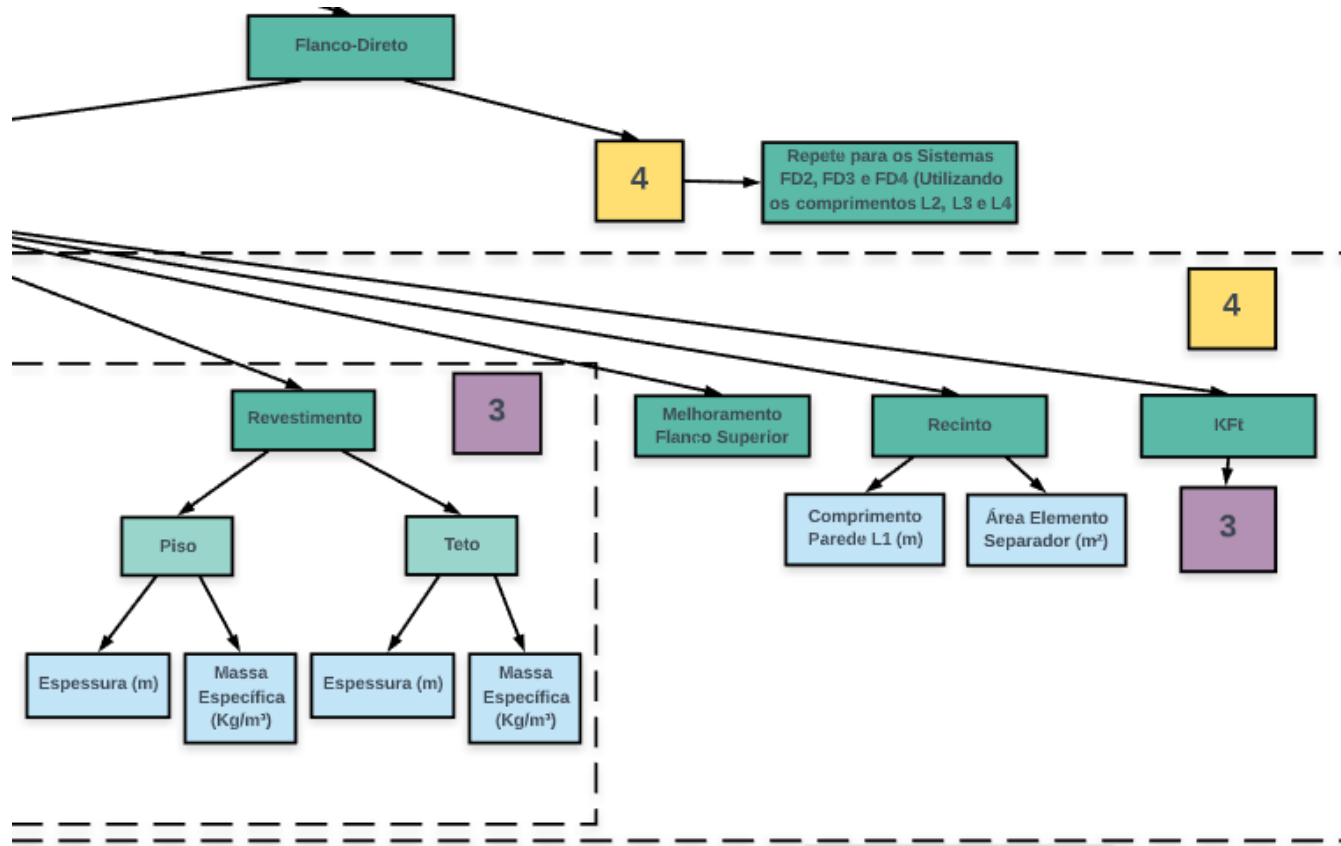 Flanco-Direto
4
Repete para os Sistemas
FD2, FD3 e FD4 (Utilizando
os comprimentos L2, L3 e L4
4
3
Revestimento
Melhoramento
Flanco Superior
Recinto
KFt
Comprimento
Parede L1 (m)
Área Elemento
Separador (m²)
3
Piso
Teto
Espessura (m)
Massa
Específica
(Kg/m³)
Espessura (m)
Massa
Específica
(Kg/m³)